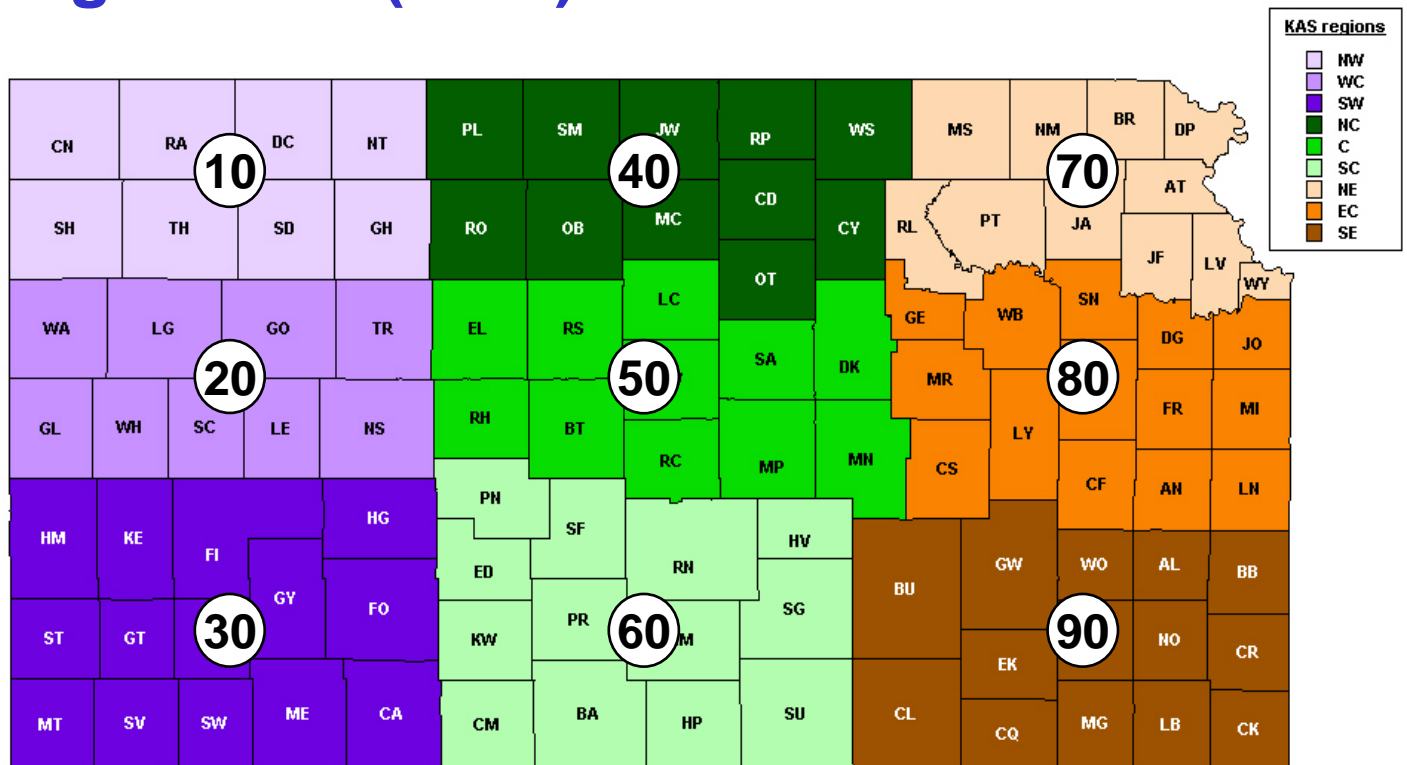 KAS regions
NW
WC
SW
NC
C
SC
NE
EC
SE
CN RA DC NT PL SM JW RP WS MS NM BR DP
10 40 70
SH TH SD GH RO OB MC CD CY RL PT JA AT
OT JF LV WY
WA LG GO TR EL RS LC SA DK GE WB SN DG JO
20 50 80
GL WH SC LE NS RH BT RC MP MN MR LY CS FR MI
CF AN LN
HM KE FI HG PN SF RN HV
GY FO ED SG BU GW WO AL BB
ST GT 30 KW PR 60 M EK 90 NO CR
MT SV SW ME CA CM BA HP SU CL CQ MG LB CK